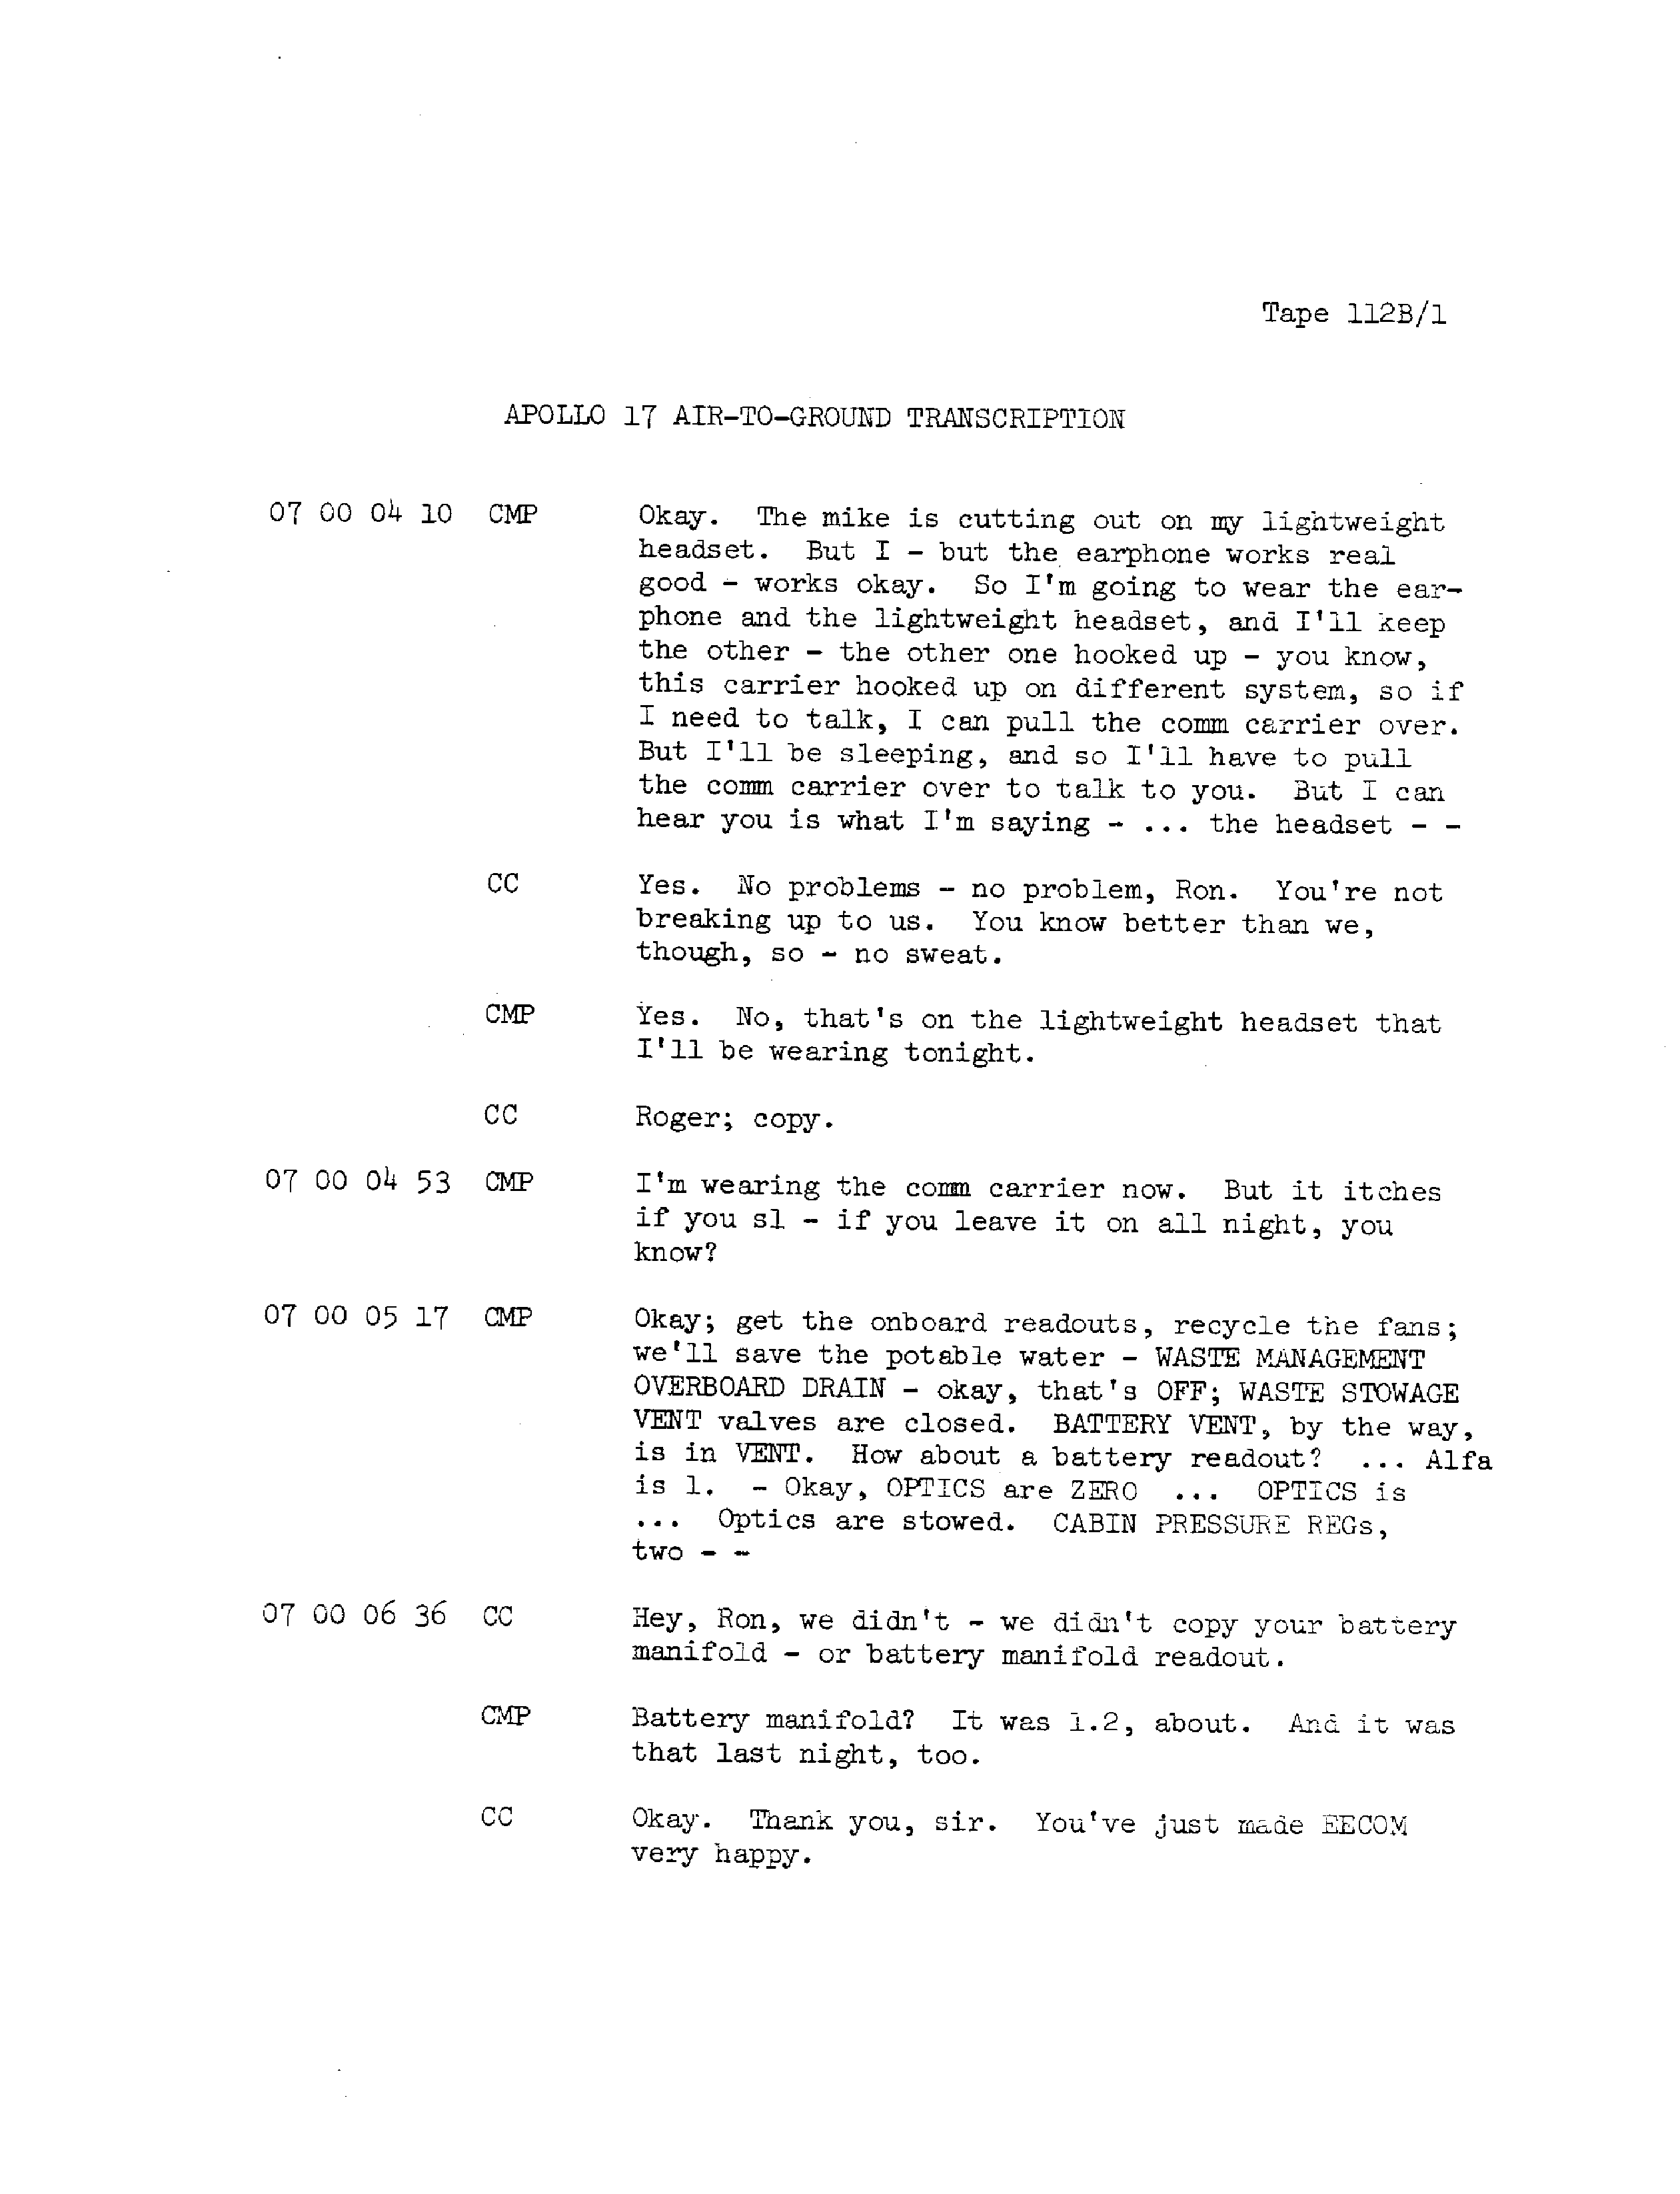 Tape 112B/1
APOLLO 17 AIR-TO-GROUND TRANSCRIPTION
07 00 04 10 CMP Okay. The mike is cutting out on my lightweight
headset. But I - but the earphone works real
good - works okay. So I'm going to wear the ear-
phone and the lightweight headset, and I'll keep
the other - the other one hooked up - you know,
this carrier hooked up on different system, so if
I need to talk, I can pull the comm carrier over.
But I'll be sleeping, and so I'll have to pull
the comm carrier over to talk to you. But I can
hear you is what I'm saying - ... the headset - -
CC Yes. No problems - no problem, Ron. You're not
breaking up to us. You know better than we,
though, so - no sweat.
CMP Yes. No, that's on the lightweight headset that
I'll be wearing tonight.
CC Roger; copy.
07 00 04 53 CMP I'm wearing the comm carrier now. But it itches
if you sl - if you leave it on all night, you
know?
07 00 05 17 CMP Okay; get the onboard readouts, recycle the fans;
we'll save the potable water - WASTE MANAGEMENT
OVERBOARD DRAIN - okay, that's OFF; WASTE STOWAGE
VENT valves are closed. BATTERY VENT, by the way,
is in VENT. How about a battery readout? ... Alfa
is 1. - Okay, OPTICS are ZERO ... OPTICS is
... Optics are stowed. CABIN PRESSURE REGs,
two - -
07 00 06 36 CC Hey, Ron, we didn't - we didn't copy your battery
manifold - or battery manifold readout.
CMP Battery manifold? It was 1.2, about. And it was
that last night, too.
CC Okay. Thank you, sir. You've just made EECOM
very happy.